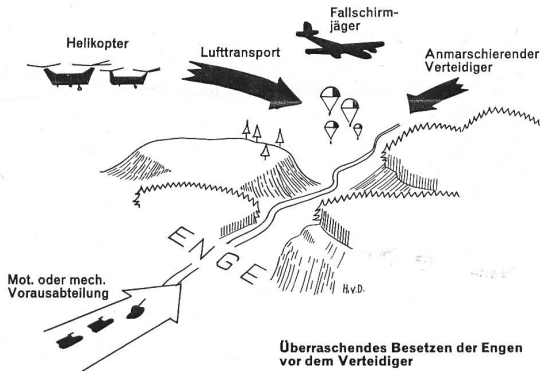 Fallschirm-
jäger
Helikopter
Lufttransport
Anmarschierender
Verteidiger
ENGE
Mot. oder mech.
Vorausabteilung
H.v.D.
Überraschendes Besetzen der Engen
vor dem Verteidiger